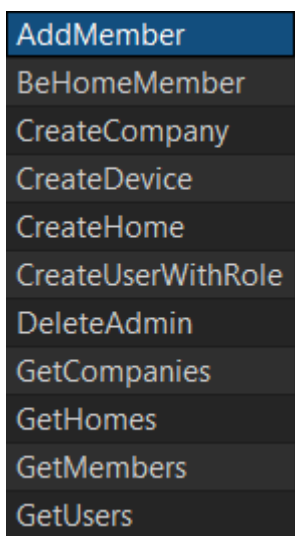 AddMember
BeHomeMember
CreateCompany
CreateDevice
CreateHome
CreateUserWithRole
DeleteAdmin
GetCompanies
GetHomes
GetMembers
GetUsers